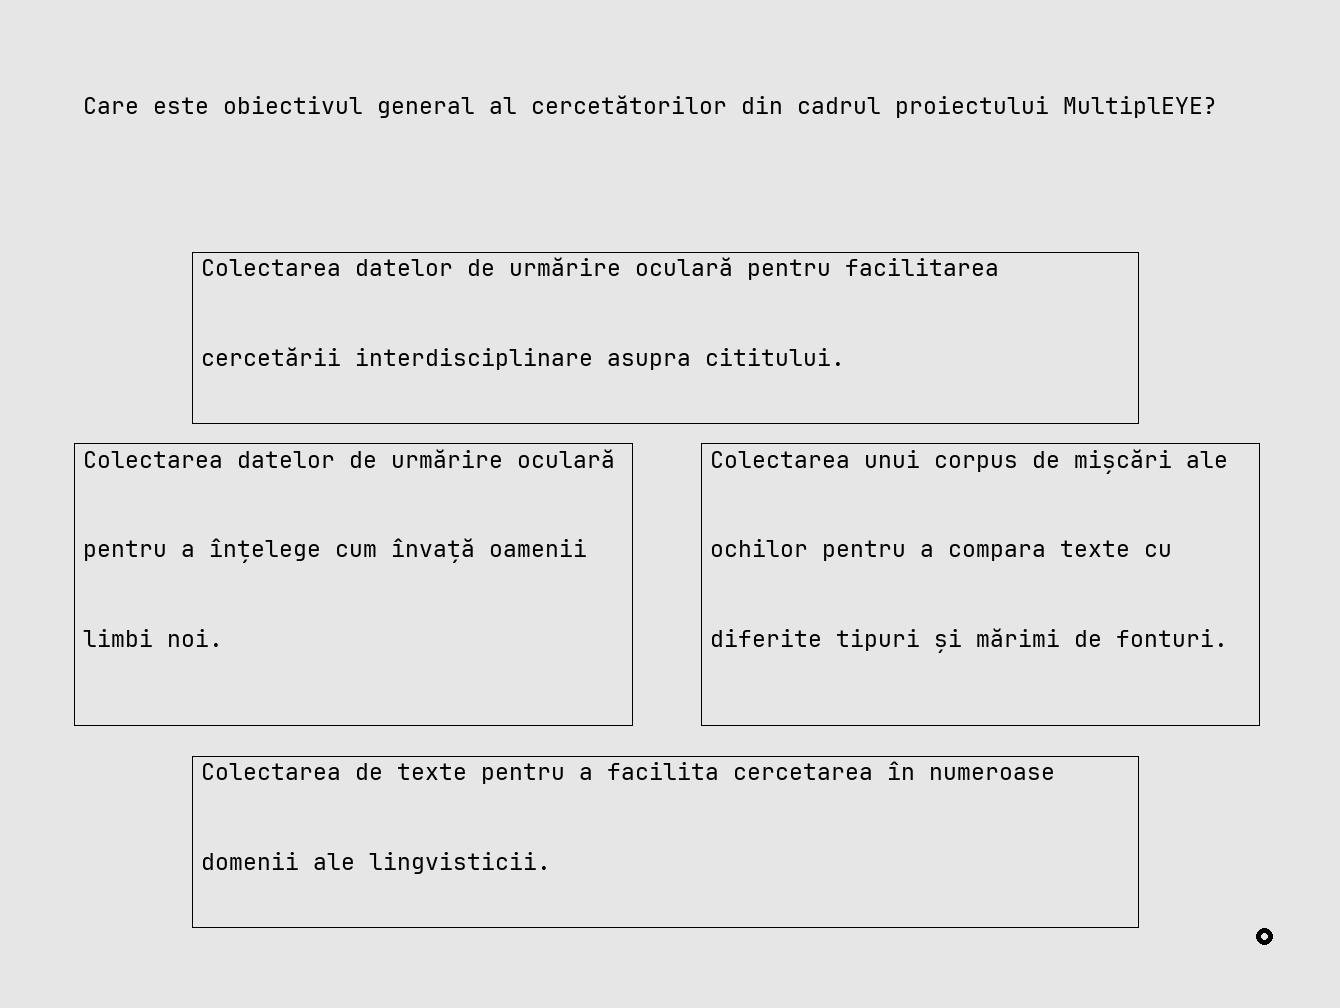 Care este obiectivul general al cercetătorilor din cadrul proiectului MultiplEYE?
Colectarea datelor de urmărire oculară pentru facilitarea
cercetării interdisciplinare asupra cititului.
Colectarea datelor de urmărire oculară
pentru a înțelege cum învață oamenii
limbi noi.
Colectarea unui corpus de mișcări ale
ochilor pentru a compara texte cu
diferite tipuri și mărimi de fonturi.
Colectarea de texte pentru a facilita cercetarea în numeroase
domenii ale lingvisticii.